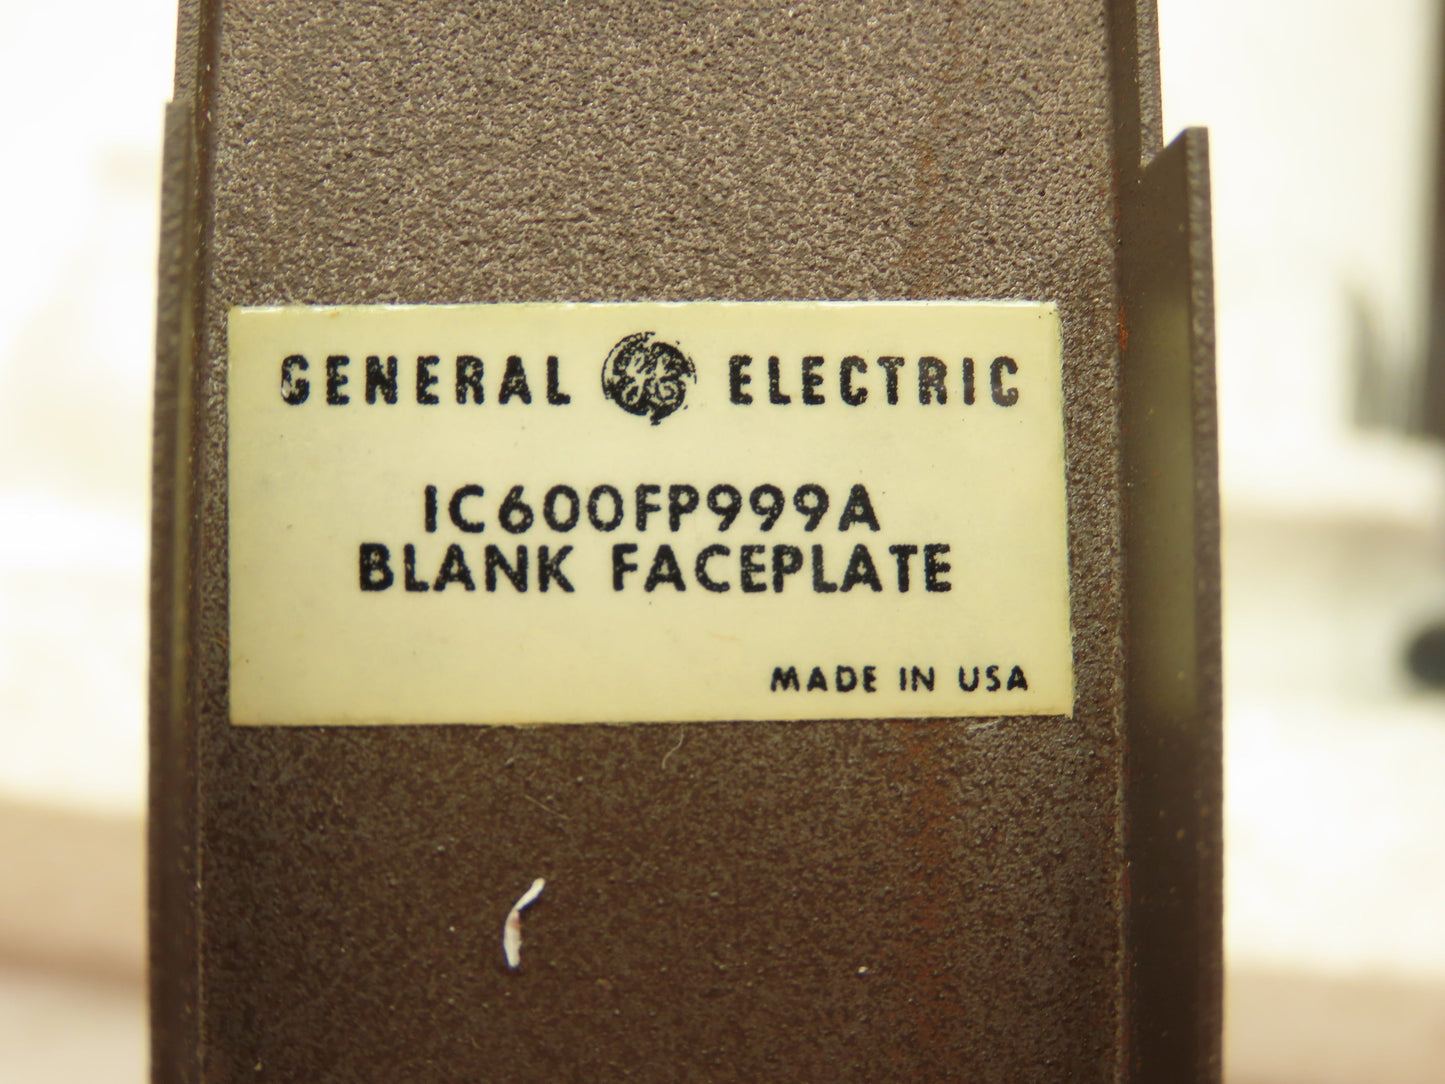 GENERAL ELECTRIC
IC600FP999A
BLANK FACEPLATE
MADE IN USA